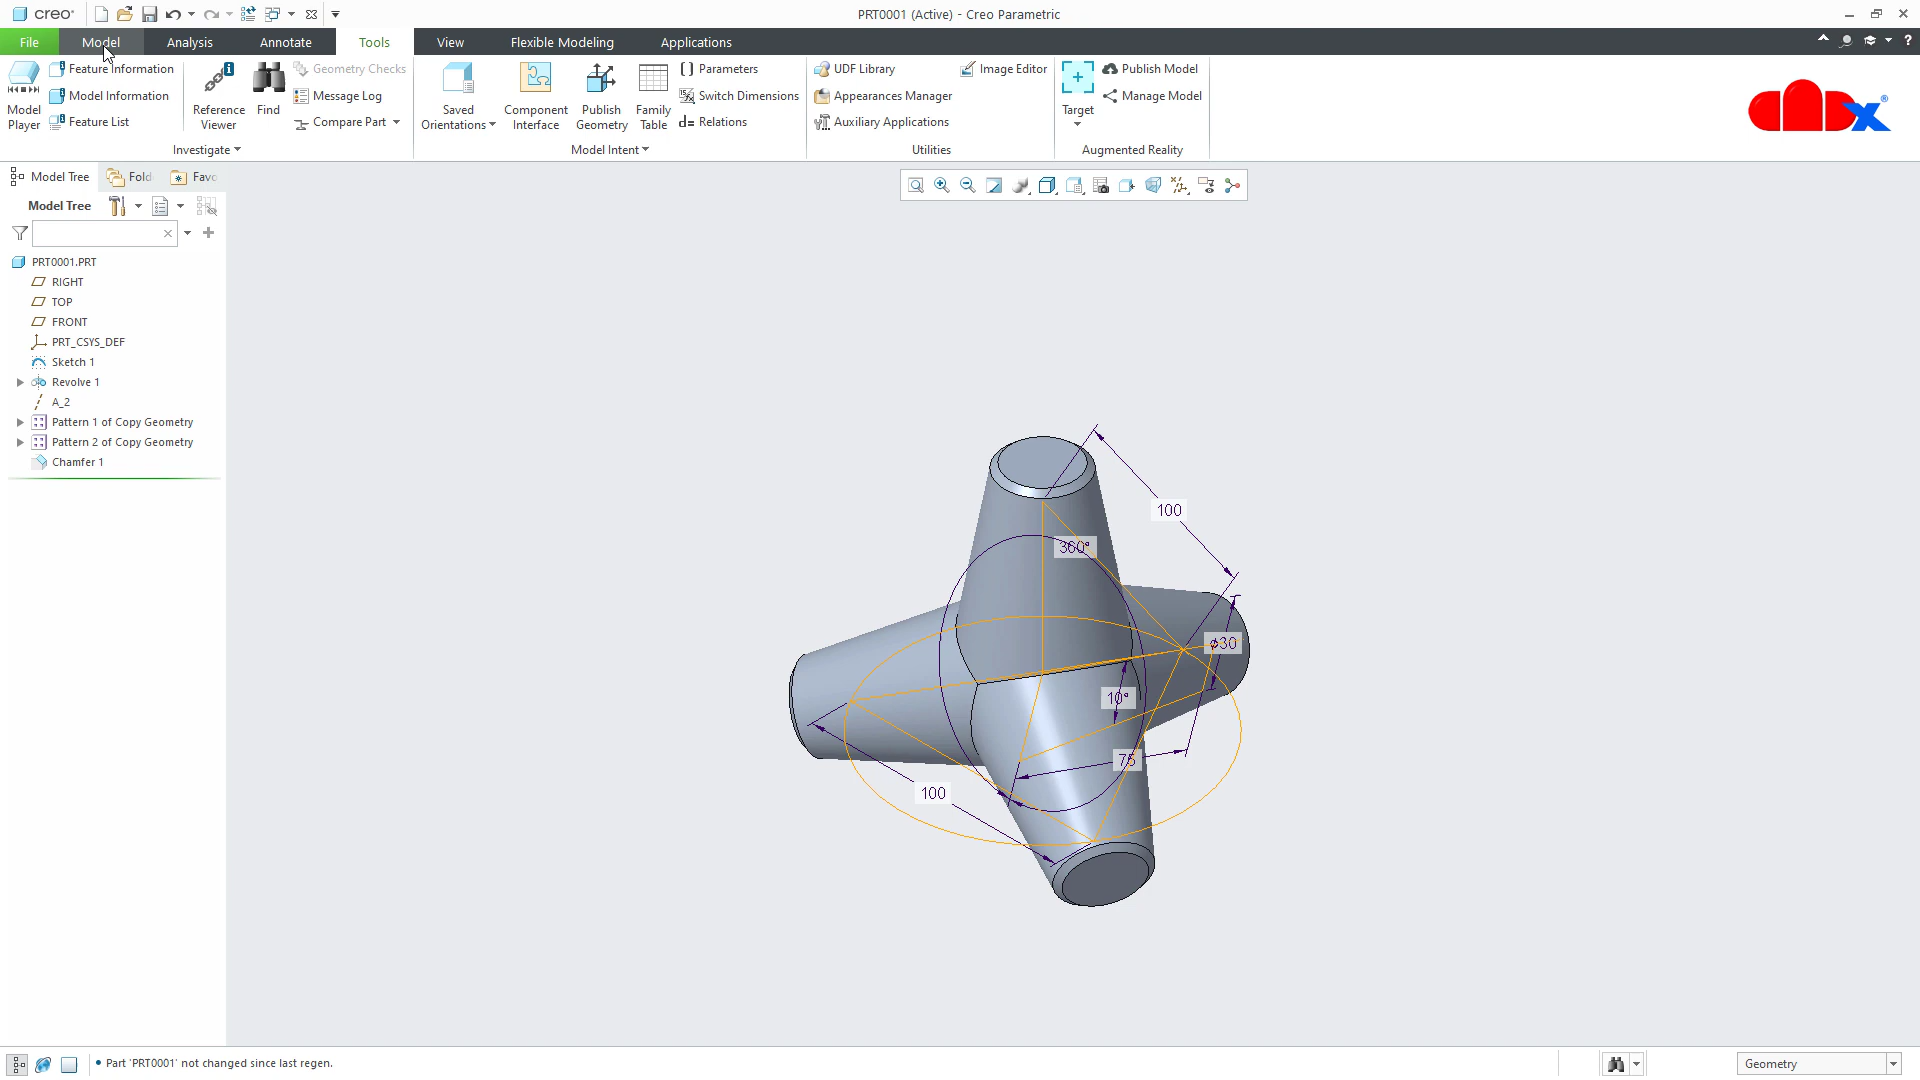 creo PRT0001 (Active) - Creo Parametric
File Model Analysis Annotate Tools View Flexible Modeling Applications
Model Player
Feature Information
Model Information
Feature List
Reference Viewer
Find
Geometry Checks
Message Log
Compare Part
Investigate
Saved Orientations
Component Interface
Publish Geometry
Family Table
Parameters
Switch Dimensions
Relations
Model Intent
UDF Library
Appearances Manager
Auxiliary Applications
Image Editor
Utilities
Target
Publish Model
Manage Model
Augmented Reality
Model Tree Fold Favo
Model Tree
PRT0001.PRT
RIGHT
TOP
FRONT
PRT_CSYS_DEF
Sketch 1
Revolve 1
A_2
Pattern 1 of Copy Geometry
Pattern 2 of Copy Geometry
Chamfer 1
100
360°
ø30
10°
75
100
Part 'PRT0001' not changed since last regen.
Geometry